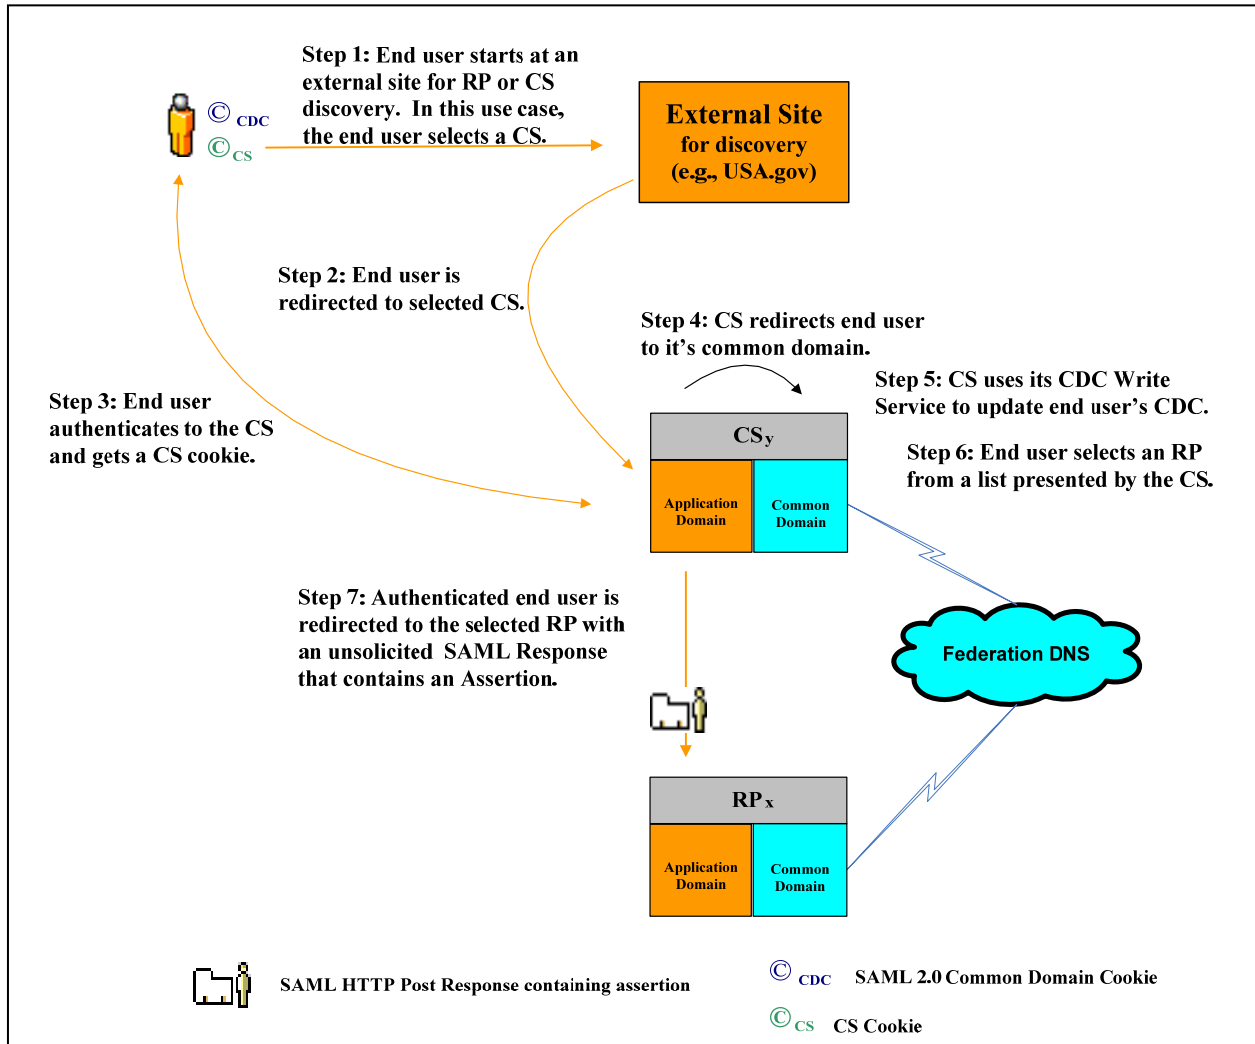 Step 1: End user starts at an
external site for RP or CS
discovery.  In this use case,
the end user selects a CS.
© CDC
© CS
External Site
for discovery
(e.g., USA.gov)
Step 2: End user is
redirected to selected CS.
Step 3: End user
authenticates to the CS
and gets a CS cookie.
Step 4: CS redirects end user
to it’s common domain.
Step 5: CS uses its CDC Write
Service to update end user’s CDC.
Step 6: End user selects an RP
from a list presented by the CS.
CSy
Application
Domain
Common
Domain
Step 7: Authenticated end user is
redirected to the selected RP with
an unsolicited  SAML Response
that contains an Assertion.
Federation DNS
RPx
Application
Domain
Common
Domain
SAML HTTP Post Response containing assertion
© CDC SAML 2.0 Common Domain Cookie
© CS CS Cookie